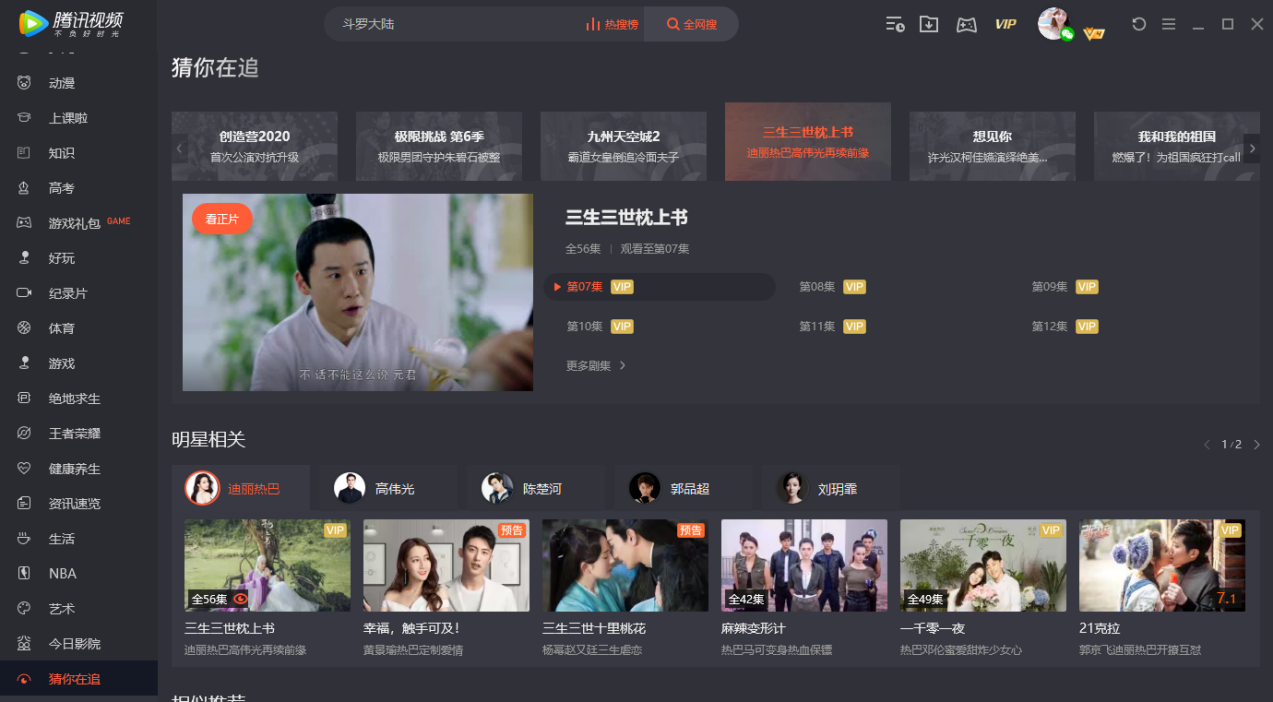 腾讯视频
不负好时光
斗罗大陆
热搜榜
全网搜
VIP
动漫
上课啦
知识
高考
游戏礼包 GAME
好玩
纪录片
体育
游戏
绝地求生
王者荣耀
健康养生
资讯速览
生活
NBA
艺术
今日影院
猜你在追
猜你在追
创造营2020
首次公演对抗升级
极限挑战 第6季
极限男团守护朱碧石被整
九州天空城2
霸道女皇倒追冷面夫子
三生三世枕上书
迪丽热巴高伟光再续前缘
想见你
许光汉柯佳嬿演绎绝美...
我和我的祖国
燃爆了！为祖国疯狂打call
看正片
不 话不能这么说 元君
三生三世枕上书
全56集 | 观看至第07集
第07集 VIP
第08集 VIP
第09集 VIP
第10集 VIP
第11集 VIP
第12集 VIP
更多剧集
明星相关
1/2
迪丽热巴
高伟光
陈楚河
郭品超
刘玥霏
VIP
全56集
三生三世枕上书
迪丽热巴高伟光再续前缘
预告
幸福，触手可及！
黄景瑜热巴定制爱情
预告
三生三世十里桃花
杨幂赵又廷三生虐恋
全42集
麻辣变形计
热巴马可变身热血保镖
VIP
一千零一夜
全49集
一千零一夜
热巴邓伦蜜爱甜炸少女心
VIP
7.1
21克拉
郭京飞迪丽热巴开撩互怼